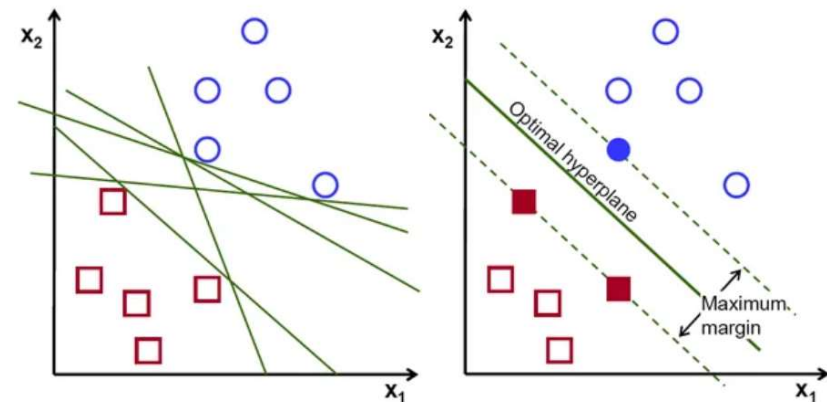 x₂
x₁
x₂
Optimal hyperplane
Maximum
margin
x₁